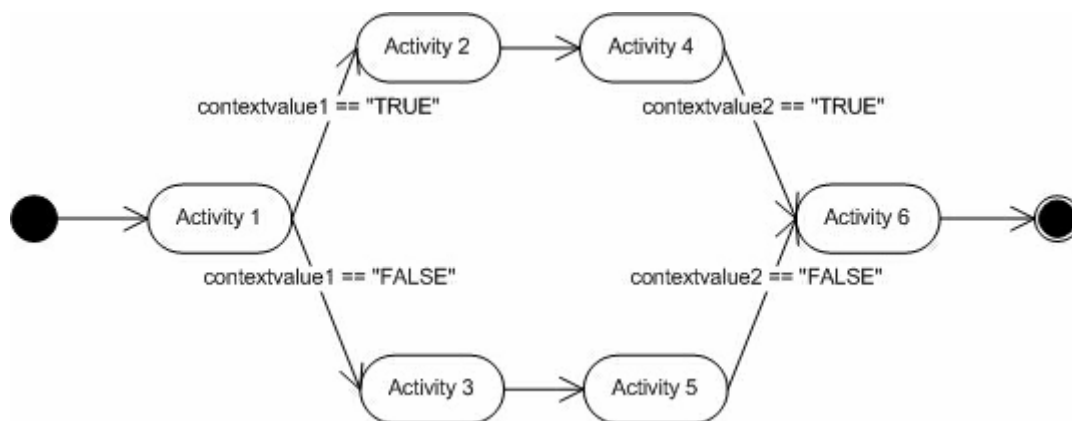 Activity 2
Activity 4
contextvalue1 == "TRUE"
contextvalue2 == "TRUE"
Activity 1
Activity 6
contextvalue1 == "FALSE"
contextvalue2 == "FALSE"
Activity 3
Activity 5